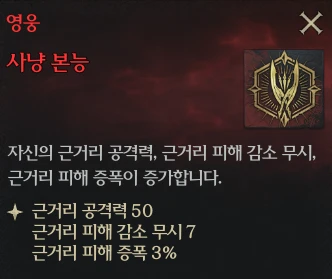 영웅
사냥 본능
자신의 근거리 공격력, 근거리 피해 감소 무시,
근거리 피해 증폭이 증가합니다.
근거리 공격력 50
근거리 피해 감소 무시 7
근거리 피해 증폭 3%